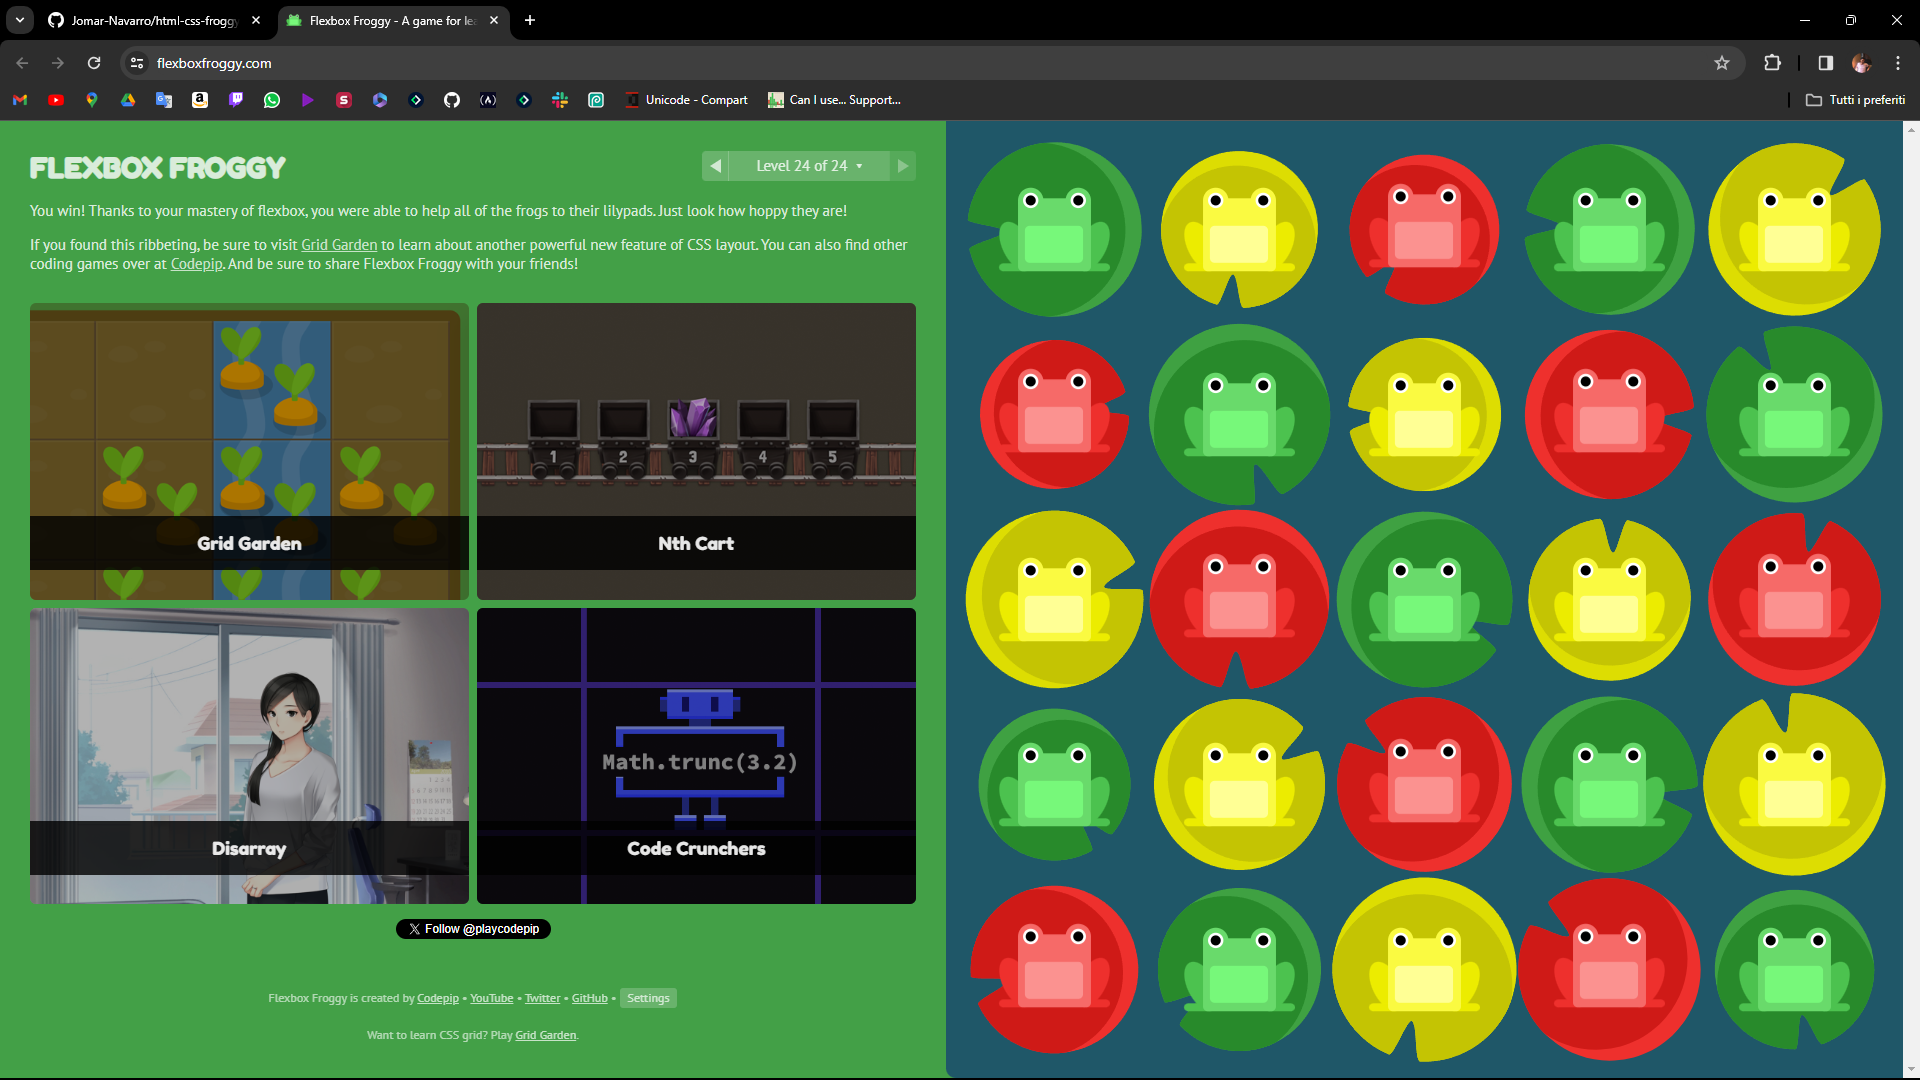 Jomar-Navarro/html-css-froggy
Flexbox Froggy - A game for lea
flexboxfroggy.com
Unicode - Compart
Can I use... Support...
Tutti i preferiti
FLEXBOX FROGGY
Level 24 of 24
You win! Thanks to your mastery of flexbox, you were able to help all of the frogs to their lilypads. Just look how hoppy they are!
If you found this ribbeting, be sure to visit Grid Garden to learn about another powerful new feature of CSS layout. You can also find other
coding games over at Codepip. And be sure to share Flexbox Froggy with your friends!
Grid Garden
1 2 3 4 5
Nth Cart
Disarray
Math.trunc(3.2)
Code Crunchers
Follow @playcodepip
Flexbox Froggy is created by Codepip • YouTube • Twitter • GitHub • Settings
Want to learn CSS grid? Play Grid Garden.